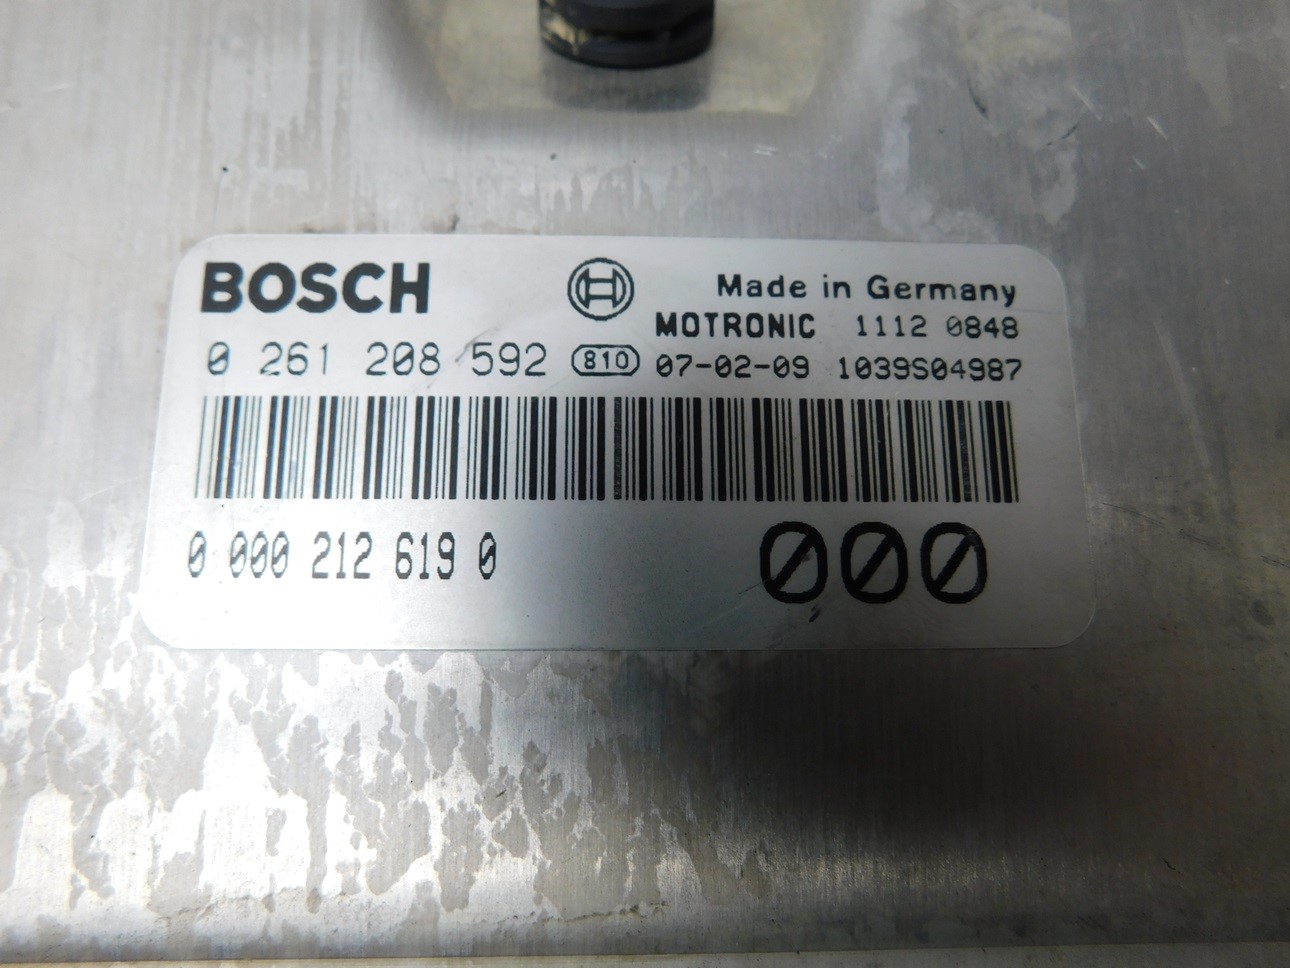 BOSCH
Made in Germany
MOTRONIC 1112 0848
0 261 208 592 810 07-02-09 1039S04987
0 000 212 619 0
000